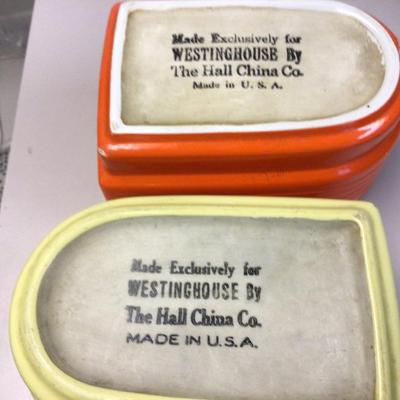 Made Exclusively for
WESTINGHOUSE By
The Hall China Co.
Made in U. S. A.
Made Exclusively for
WESTINGHOUSE By
The Hall China Co.
MADE IN U.S.A.